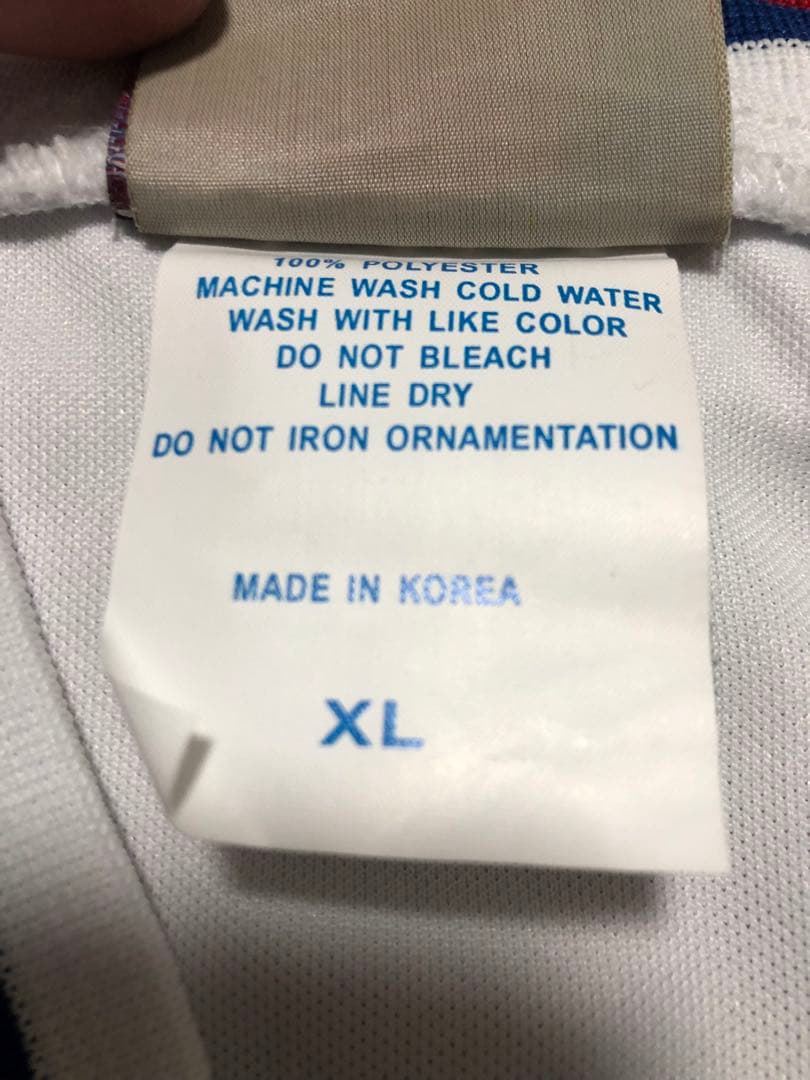 100% POLYESTER
MACHINE WASH COLD WATER
WASH WITH LIKE COLOR
DO NOT BLEACH
LINE DRY
DO NOT IRON ORNAMENTATION
MADE IN KOREA
XL